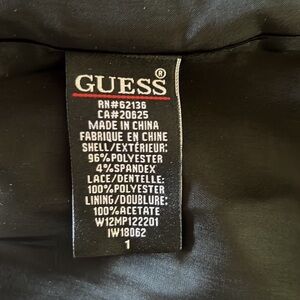 GUESS®
RN#62136
CA#20625
MADE IN CHINA
FABRIQUE EN CHINE
SHELL/EXTÉRIEUR:
96%POLYESTER
4%SPANDEX
LACE/DENTELLE:
100%POLYESTER
LINING/DOUBLURE:
100%ACETATE
W12MP122201
IW18062
1